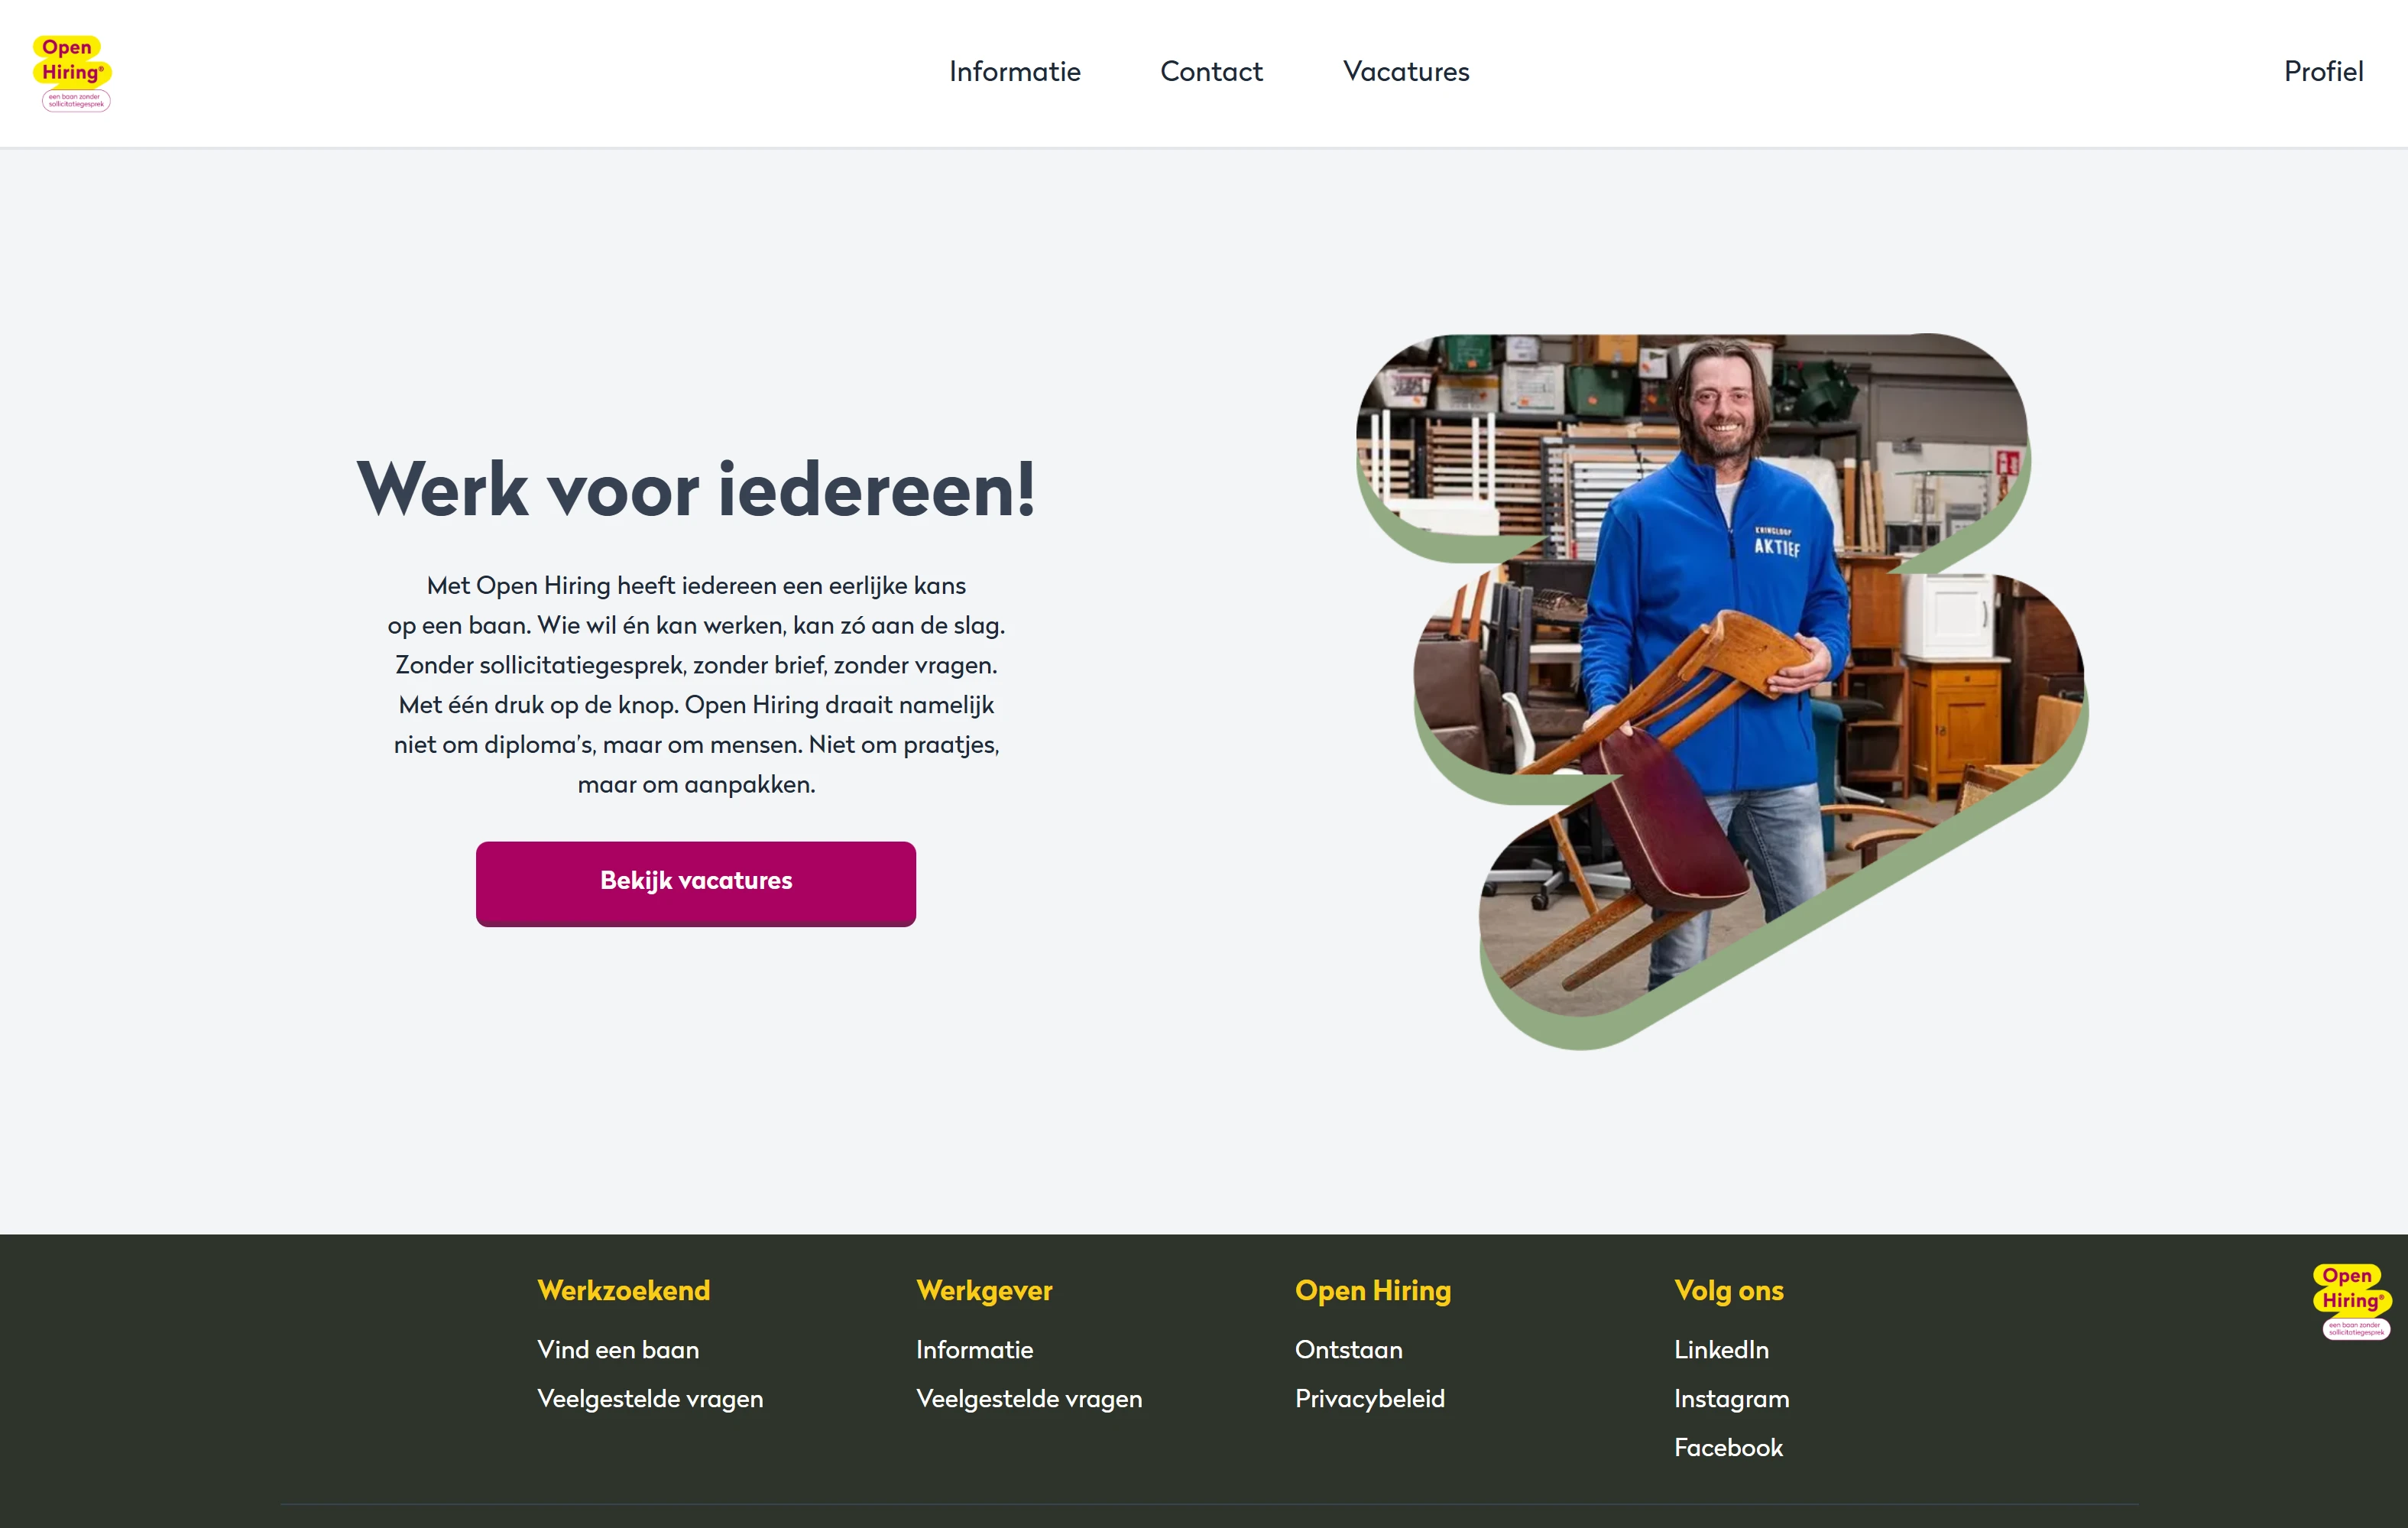 Open
Hiring®
een baan zonder
sollicitatiegesprek
Informatie
Contact
Vacatures
Profiel
Werk voor iedereen!
Met Open Hiring heeft iedereen een eerlijke kans
op een baan. Wie wil én kan werken, kan zó aan de slag.
Zonder sollicitatiegesprek, zonder brief, zonder vragen.
Met één druk op de knop. Open Hiring draait namelijk
niet om diploma's, maar om mensen. Niet om praatjes,
maar om aanpakken.
Bekijk vacatures
KRINGLOOP
AKTIEF
Werkzoekend
Vind een baan
Veelgestelde vragen
Werkgever
Informatie
Veelgestelde vragen
Open Hiring
Ontstaan
Privacybeleid
Volg ons
LinkedIn
Instagram
Facebook
Open
Hiring®
een baan zonder
sollicitatiegesprek